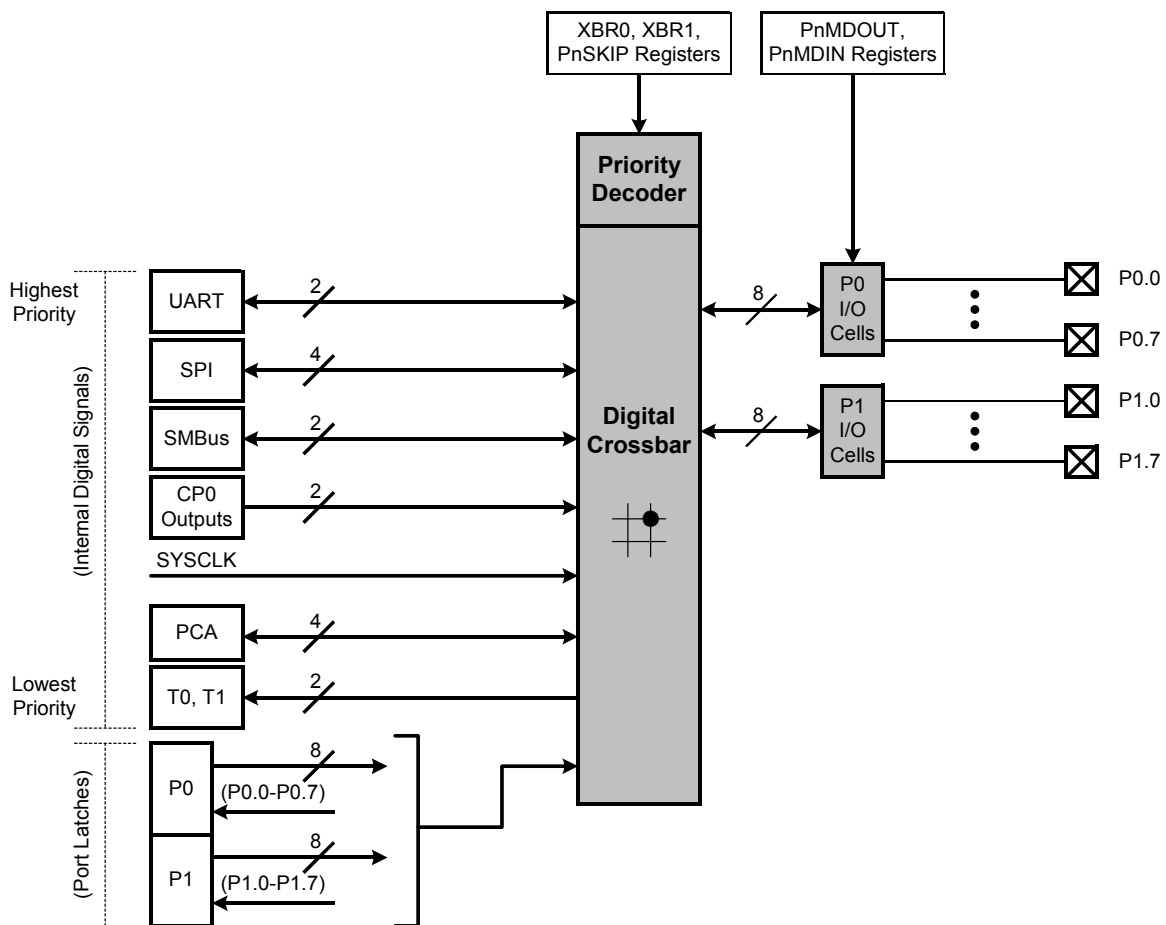 XBR0, XBR1,
PnSKIP Registers
PnMDOUT,
PnMDIN Registers
Priority
Decoder
Highest
Priority
UART
2
SPI
4
SMBus
2
CP0
Outputs
2
SYSCLK
PCA
4
Lowest
Priority
T0, T1
2
(Internal Digital Signals)
Digital
Crossbar
8
P0
I/O
Cells
P0.0
P0.7
8
P1
I/O
Cells
P1.0
P1.7
(Port Latches)
P0
8
(P0.0-P0.7)
P1
8
(P1.0-P1.7)